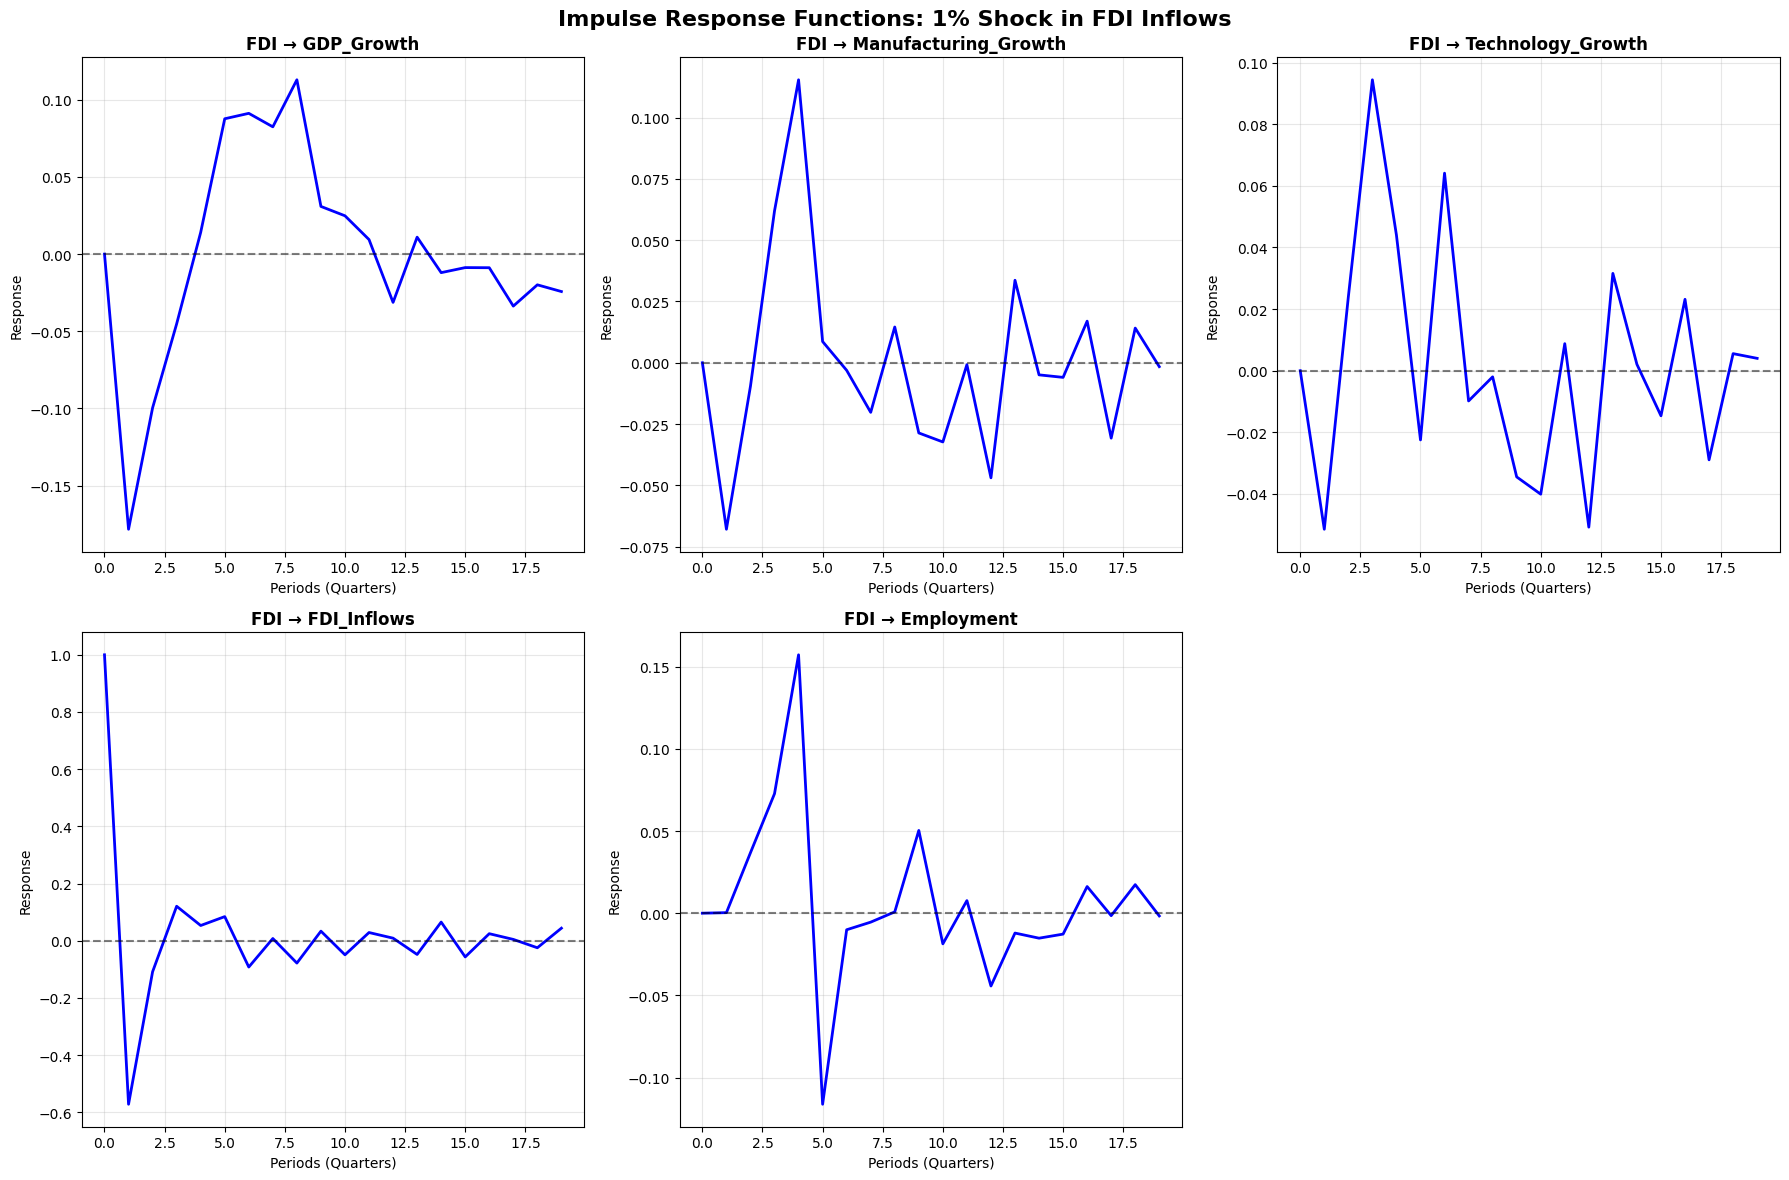 Impulse Response Functions: 1% Shock in FDI Inflows
FDI → GDP_Growth
Response
0.10
0.05
0.00
−0.05
−0.10
−0.15
0.0 2.5 5.0 7.5 10.0 12.5 15.0 17.5
Periods (Quarters)
FDI → Manufacturing_Growth
Response
0.100
0.075
0.050
0.025
0.000
−0.025
−0.050
−0.075
0.0 2.5 5.0 7.5 10.0 12.5 15.0 17.5
Periods (Quarters)
FDI → Technology_Growth
Response
0.10
0.08
0.06
0.04
0.02
0.00
−0.02
−0.04
0.0 2.5 5.0 7.5 10.0 12.5 15.0 17.5
Periods (Quarters)
FDI → FDI_Inflows
Response
1.0
0.8
0.6
0.4
0.2
0.0
−0.2
−0.4
−0.6
0.0 2.5 5.0 7.5 10.0 12.5 15.0 17.5
Periods (Quarters)
FDI → Employment
Response
0.15
0.10
0.05
0.00
−0.05
−0.10
0.0 2.5 5.0 7.5 10.0 12.5 15.0 17.5
Periods (Quarters)